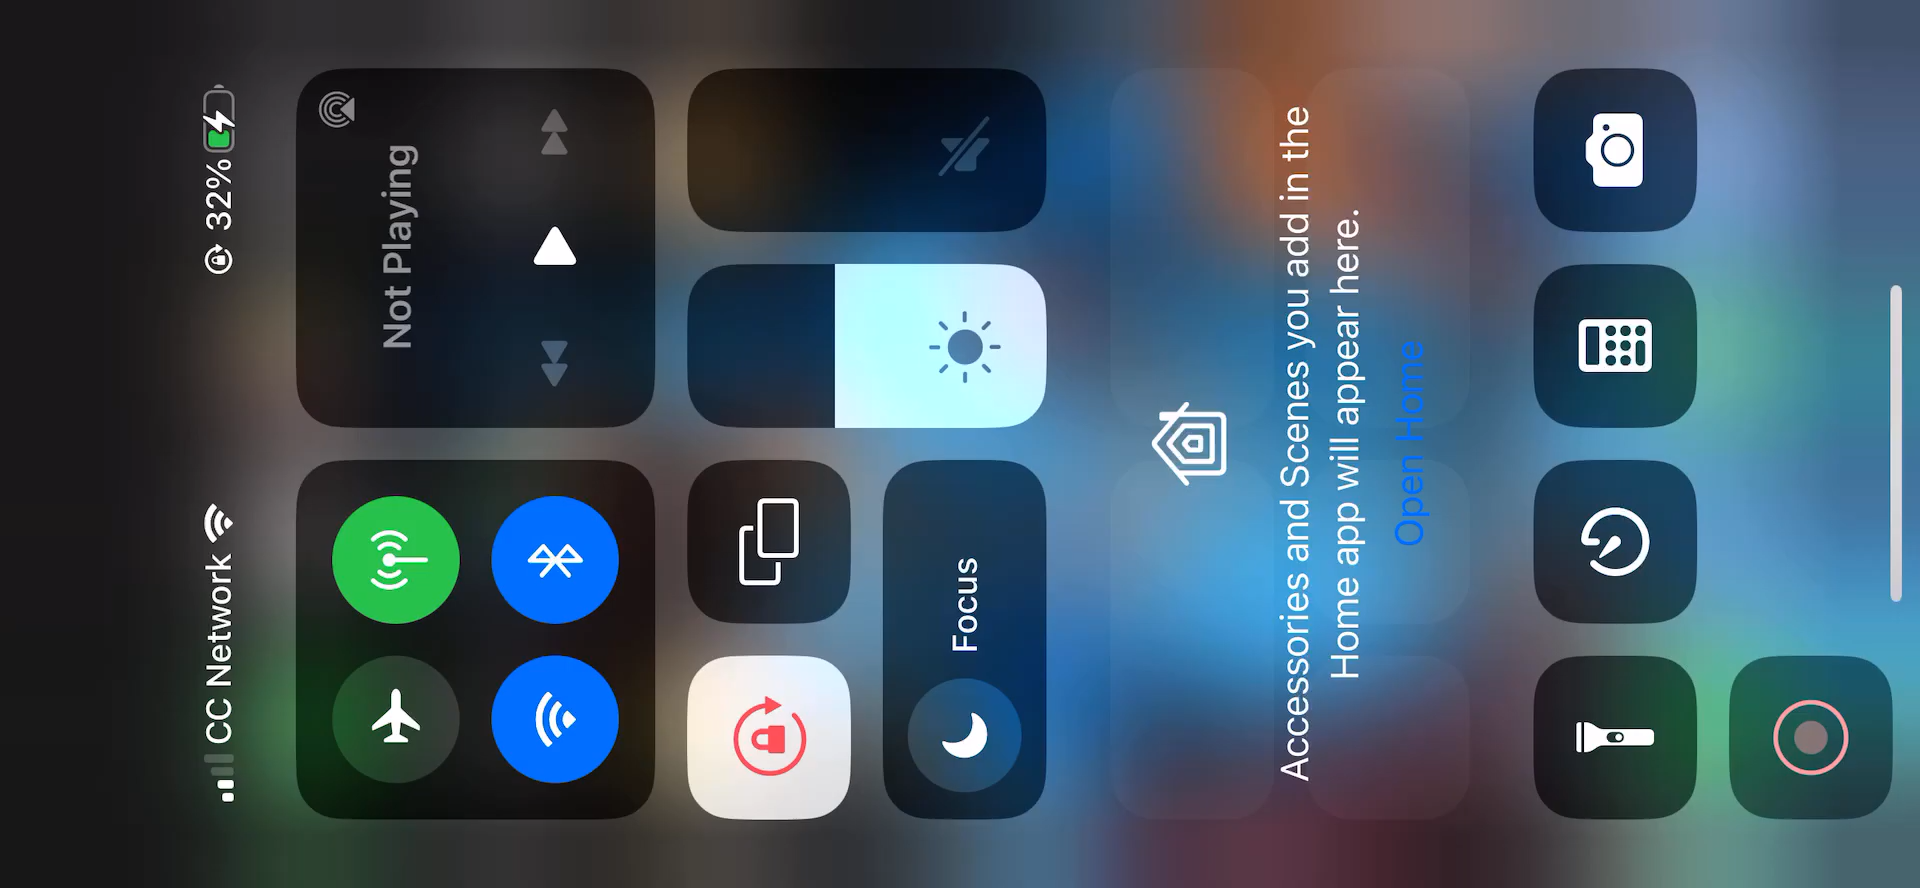 CC Network
32%
Not Playing
Focus
Accessories and Scenes you add in the
Home app will appear here.
Open Home